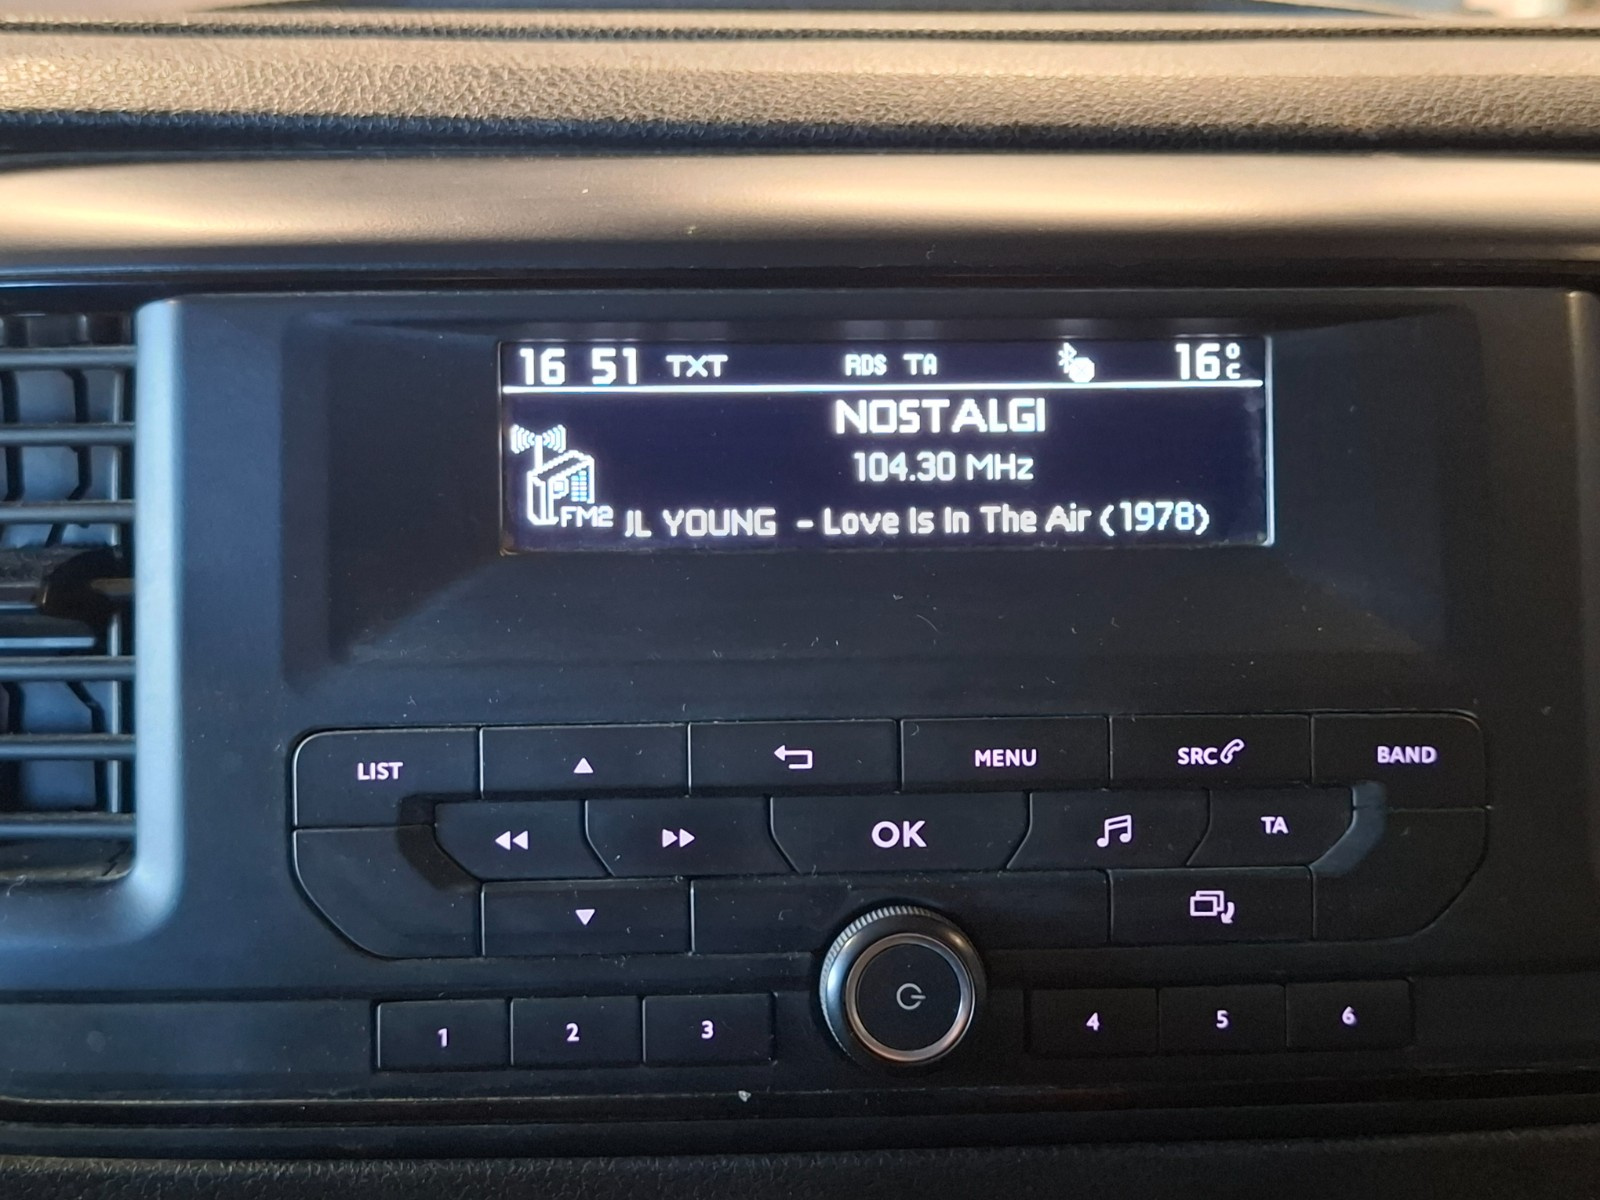 16 51 TXT RDS TA 16°C
NOSTALGI
104.30 MHz
FM2 UL YOUNG - Love Is In The Air (1978)
LIST MENU SRC BAND
OK TA
1 2 3 4 5 6